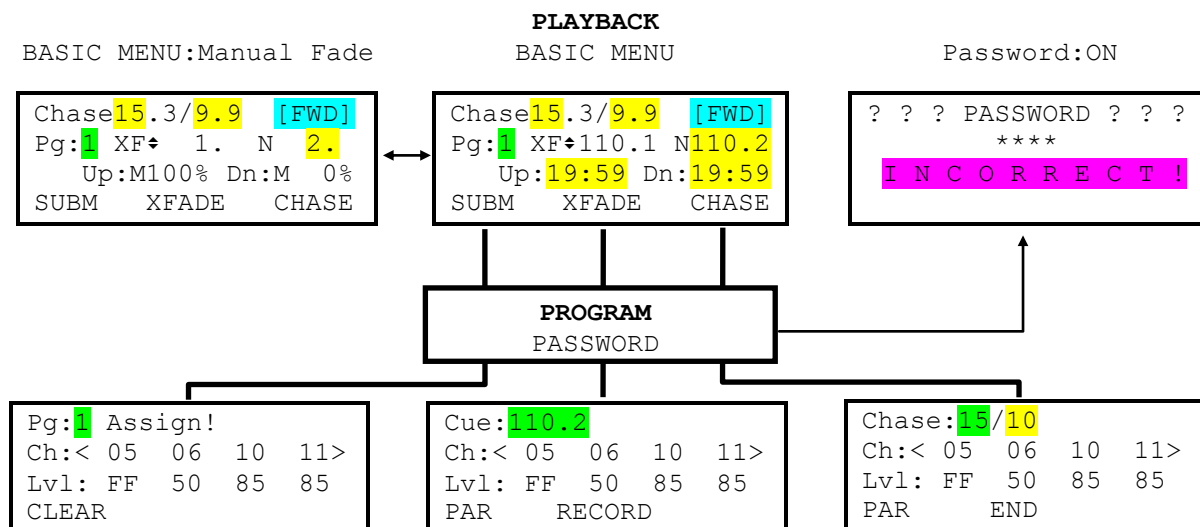 PLAYBACK
BASIC MENU:Manual Fade
BASIC MENU
Password:ON
Chase15.3/9.9 [FWD]
Pg:1 XF♦ 1. N 2.
Up:M100% Dn:M 0%
SUBM XFADE CHASE
Chase15.3/9.9 [FWD]
Pg:1 XF♦110.1 N110.2
Up:19:59 Dn:19:59
SUBM XFADE CHASE
? ? ? PASSWORD ? ? ?
****
I N C O R R E C T !
PROGRAM
PASSWORD
Pg:1 Assign!
Ch:< 05 06 10 11>
Lvl: FF 50 85 85
CLEAR
Cue:110.2
Ch:< 05 06 10 11>
Lvl: FF 50 85 85
PAR RECORD
Chase:15/10
Ch:< 05 06 10 11>
Lvl: FF 50 85 85
PAR END